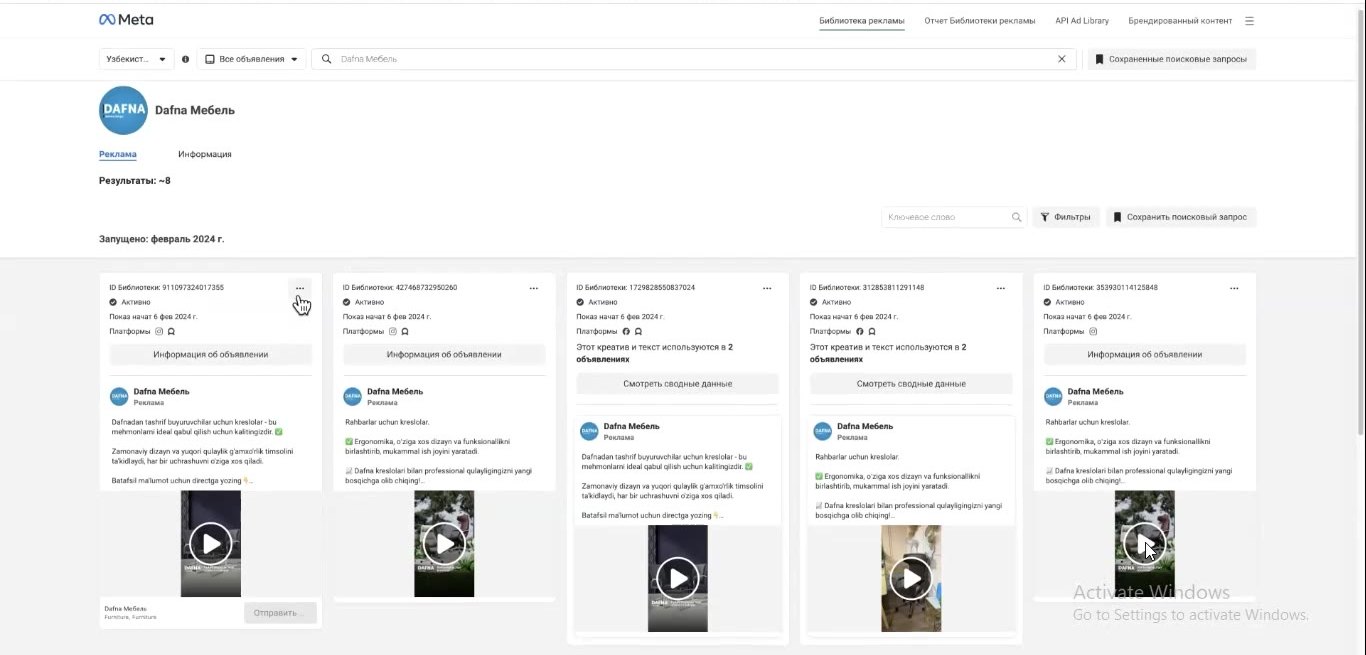 Meta
Библиотека рекламы
Отчет Библиотеки рекламы
API Ad Library
Брендированный контент
Узбекист...
Все объявления
Dafna Мебель
Сохраненные поисковые запросы
DAFNA
Dafna Мебель
Реклама
Информация
Результаты: ~8
Ключевое слово
Фильтры
Сохранить поисковый запрос
Запущено: февраль 2024 г.
ID Библиотеки: 911097324017355
Активно
Показ начат 6 фев 2024 г.
Платформы
Информация об объявлении
Dafna Мебель
Реклама
Dafnadan tashrif buyuruvchilar uchun kreslolar - bu
mehmonlarni ideal qabul qilish uchun kalitingizdir. ✅
Zamonaviy dizayn va yuqori qulaylik g'amxo'rlik timsolini
ta'kidlaydi, har bir uchrashuvni o'ziga xos qiladi.
Batafsil ma'lumot uchun directga yozing 👇...
Dafna Мебель
Furniture, Furniture
Отправить ...
ID Библиотеки: 427468732950260
Активно
Показ начат 6 фев 2024 г.
Платформы
Информация об объявлении
Dafna Мебель
Реклама
Rahbarlar uchun kreslolar.
✅ Ergonomika, o'ziga xos dizayn va funksionallikni
birlashtirib, mukammal ish joyini yaratadi.
Dafna kreslolari bilan professional qulayligingizni yangi
bosqichga olib chiqing!...
ID Библиотеки: 1729828550837024
Активно
Показ начат 6 фев 2024 г.
Платформы
Этот креатив и текст используются в 2
объявлениях
Смотреть сводные данные
Dafna Мебель
Реклама
Dafnadan tashrif buyuruvchilar uchun kreslolar - bu
mehmonlarni ideal qabul qilish uchun kalitingizdir. ✅
Zamonaviy dizayn va yuqori qulaylik g'amxo'rlik timsolini
ta'kidlaydi, har bir uchrashuvni o'ziga xos qiladi.
Batafsil ma'lumot uchun directga yozing 👇...
ID Библиотеки: 312853811291148
Активно
Показ начат 6 фев 2024 г.
Платформы
Этот креатив и текст используются в 2
объявлениях
Смотреть сводные данные
Dafna Мебель
Реклама
Rahbarlar uchun kreslolar.
✅ Ergonomika, o'ziga xos dizayn va funksionallikni
birlashtirib, mukammal ish joyini yaratadi.
Dafna kreslolari bilan professional qulayligingizni yangi
bosqichga olib chiqing!...
ID Библиотеки: 353930114125848
Активно
Показ начат 6 фев 2024 г.
Платформы
Информация об объявлении
Dafna Мебель
Реклама
Rahbarlar uchun kreslolar.
✅ Ergonomika, o'ziga xos dizayn va funksionallikni
birlashtirib, mukammal ish joyini yaratadi.
Dafna kreslolari bilan professional qulayligingizni yangi
bosqichga olib chiqing!...
Activate Windows
Go to Settings to activate Windows.